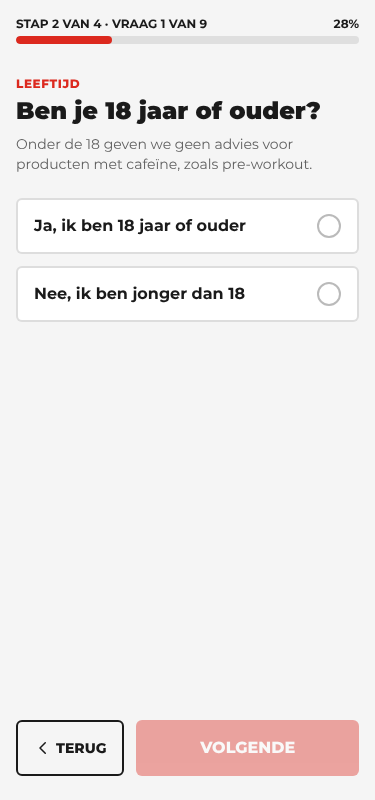 STAP 2 VAN 4 · VRAAG 1 VAN 9
28%
LEEFTIJD
Ben je 18 jaar of ouder?
Onder de 18 geven we geen advies voor
producten met cafeïne, zoals pre-workout.
Ja, ik ben 18 jaar of ouder
Nee, ik ben jonger dan 18
TERUG
VOLGENDE